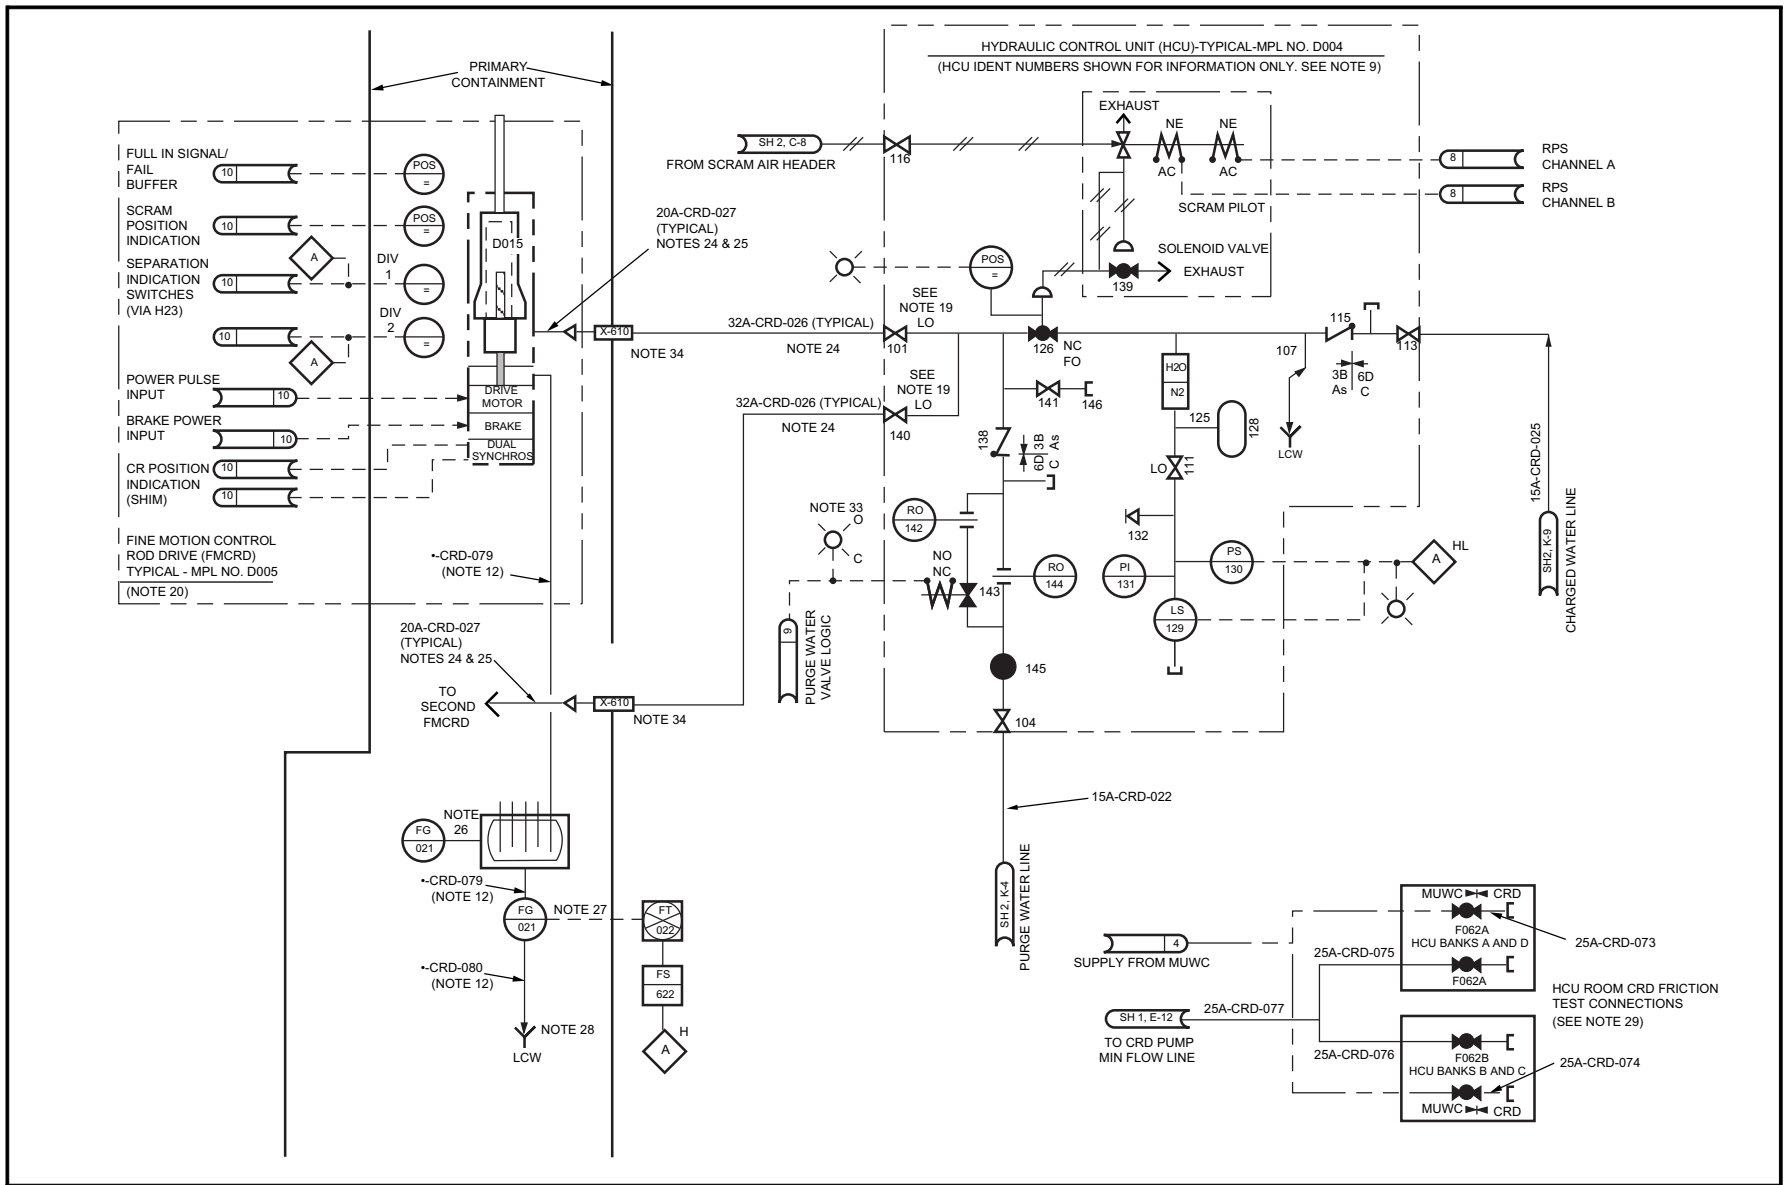 PRIMARY
CONTAINMENT
HYDRAULIC CONTROL UNIT (HCU)-TYPICAL-MPL NO. D004
(HCU IDENT NUMBERS SHOWN FOR INFORMATION ONLY. SEE NOTE 9)
FULL IN SIGNAL/
FAIL
BUFFER
10
POS
=
SCRAM
POSITION
INDICATION
10
POS
=
SEPARATION
INDICATION
SWITCHES
(VIA H23)
A
DIV
1
10
=
DIV
2
10
=
A
D015
POWER PULSE
INPUT
10
DRIVE
MOTOR
BRAKE POWER
INPUT
10
BRAKE
DUAL
SYNCHROS
CR POSITION
INDICATION
(SHIM)
10
10
FINE MOTION CONTROL
ROD DRIVE (FMCRD)
TYPICAL - MPL NO. D005
(NOTE 20)
20A-CRD-027
(TYPICAL)
NOTES 24 & 25
X-610
NOTE 34
32A-CRD-026 (TYPICAL)
NOTE 24
32A-CRD-026 (TYPICAL)
NOTE 24
•-CRD-079
(NOTE 12)
20A-CRD-027
(TYPICAL)
NOTES 24 & 25
TO
SECOND
FMCRD
X-610
NOTE 34
NOTE
26
FG
021
•-CRD-079
(NOTE 12)
FG
021
NOTE 27
FT
022
•-CRD-080
(NOTE 12)
FS
622
NOTE 28
LCW
H
A
SH 2, C-8
FROM SCRAM AIR HEADER
116
EXHAUST
NE
NE
AC
AC
SCRAM PILOT
SOLENOID VALVE
EXHAUST
139
8
RPS
CHANNEL A
8
RPS
CHANNEL B
POS
=
SEE
NOTE 19
LO
101
SEE
NOTE 19
LO
140
126
NC
FO
141
146
138
6D 3B
C As
H2O
N2
125
128
LO
111
107
LCW
115
113
3B
As
6D
C
15A-CRD-025
SH2, K-9
CHARGED WATER LINE
NOTE 33
O
C
RO
142
NO
NC
143
RO
144
132
PI
131
PS
130
LS
129
A
HL
9
PURGE WATER
VALVE LOGIC
145
104
15A-CRD-022
SH 2, K-4
PURGE WATER LINE
4
SUPPLY FROM MUWC
SH 1, E-12
TO CRD PUMP
MIN FLOW LINE
25A-CRD-077
25A-CRD-075
25A-CRD-076
MUWC
CRD
F062A
HCU BANKS A AND D
F062A
25A-CRD-073
HCU ROOM CRD FRICTION
TEST CONNECTIONS
(SEE NOTE 29)
F062B
HCU BANKS B AND C
MUWC
CRD
25A-CRD-074